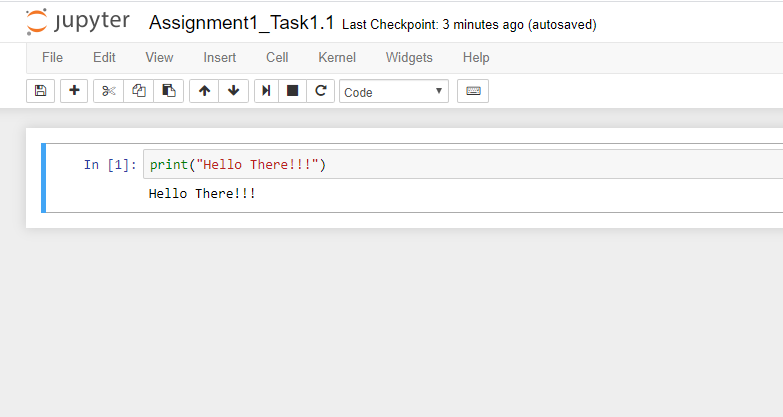 jupyter Assignment1_Task1.1 Last Checkpoint: 3 minutes ago (autosaved)
File Edit View Insert Cell Kernel Widgets Help
Code
In [1]: print("Hello There!!!")
Hello There!!!